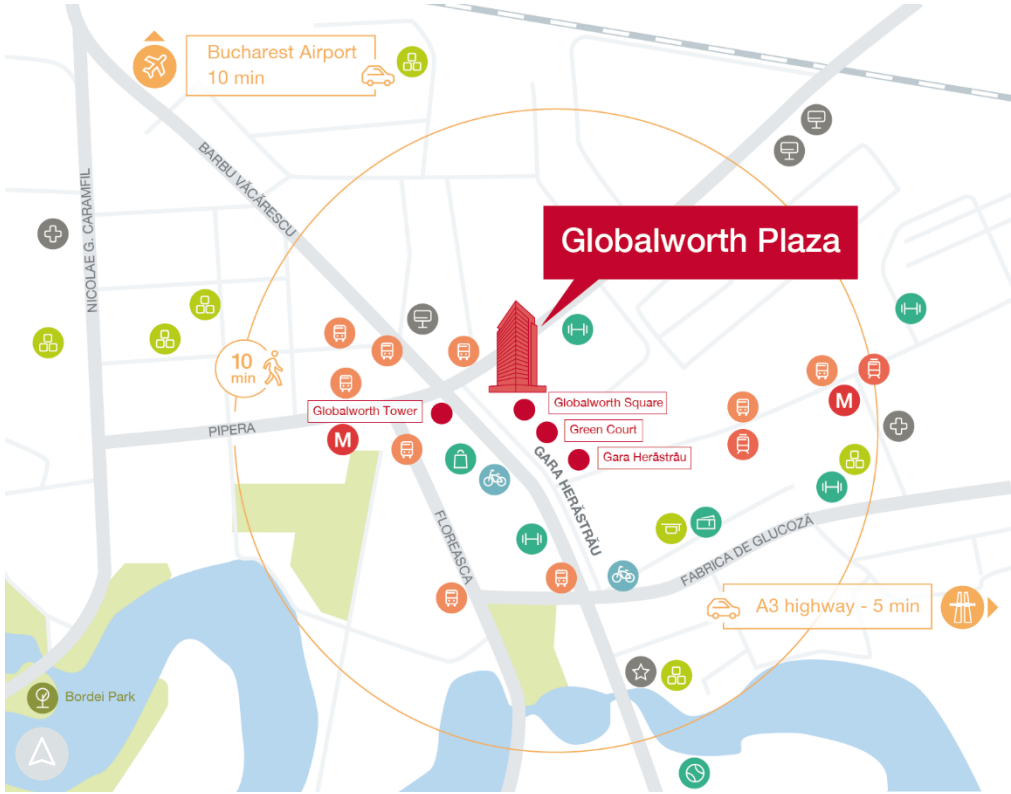 Bucharest Airport
10 min
BARBU VĂCĂRESCU
NICOLAE G. CARAMFIL
Globalworth Plaza
10
min
Globalworth Tower
Globalworth Square
Green Court
Gara Herăstrău
PIPERA
M
M
GARA HERĂSTRĂU
FLOREASCA
FABRICA DE GLUCOZĂ
A3 highway - 5 min
Bordei Park